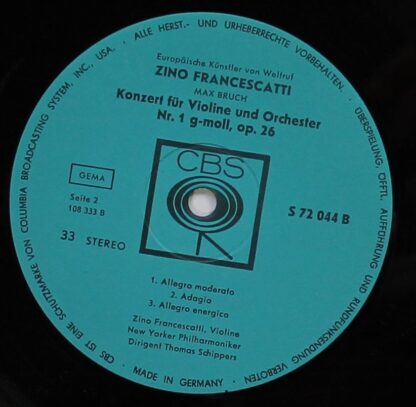 ALLE HERST.- UND URHEBERRECHTE VORBEHALTEN. · ÜBERSPIELUNG, ÖFFTL. AUFFÜHRUNG UND RUNDFUNKSENDUNG VERBOTEN
Europäische Künstler von Weltruf
ZINO FRANCESCATTI
MAX BRUCH
Konzert für Violine und Orchester
Nr. 1 g-moll, op. 26
CBS
GEMA
Seite 2
108 333 B
S 72 044 B
33 STEREO
1. Allegro moderato
2. Adagio
3. Allegro energico
Zino Francescatti, Violine
New Yorker Philharmoniker
Dirigent Thomas Schippers
· MADE IN GERMANY ·
CBS IST EINE SCHUTZMARKE VON COLUMBIA BROADCASTING SYSTEM, INC., USA.